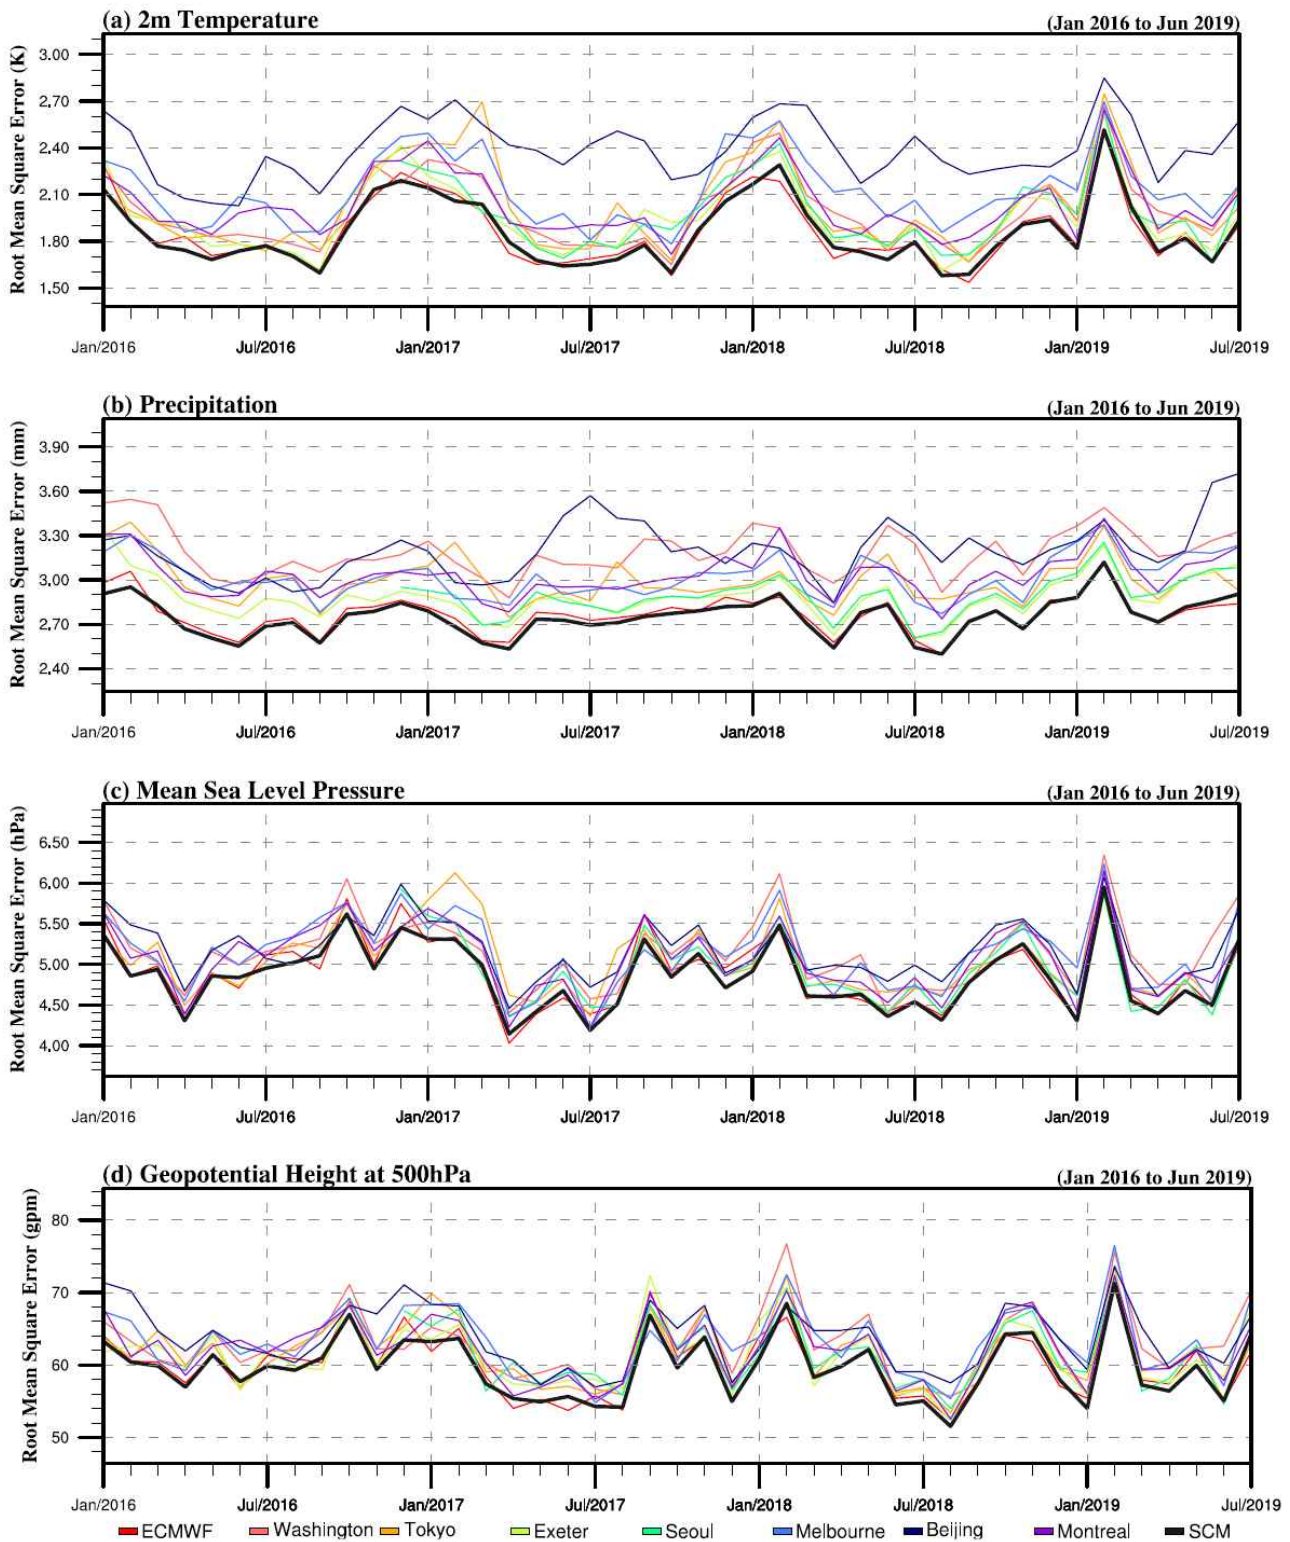 (a) 2m Temperature (Jan 2016 to Jun 2019)
Root Mean Square Error (K)
3.00
2.70
2.40
2.10
1.80
1.50
Jan/2016 Jul/2016 Jan/2017 Jul/2017 Jan/2018 Jul/2018 Jan/2019 Jul/2019
(b) Precipitation (Jan 2016 to Jun 2019)
Root Mean Square Error (mm)
3.90
3.60
3.30
3.00
2.70
2.40
Jan/2016 Jul/2016 Jan/2017 Jul/2017 Jan/2018 Jul/2018 Jan/2019 Jul/2019
(c) Mean Sea Level Pressure (Jan 2016 to Jun 2019)
Root Mean Square Error (hPa)
6.50
6.00
5.50
5.00
4.50
4.00
Jan/2016 Jul/2016 Jan/2017 Jul/2017 Jan/2018 Jul/2018 Jan/2019 Jul/2019
(d) Geopotential Height at 500hPa (Jan 2016 to Jun 2019)
Root Mean Square Error (gpm)
80
70
60
50
Jan/2016 Jul/2016 Jan/2017 Jul/2017 Jan/2018 Jul/2018 Jan/2019 Jul/2019
ECMWF Washington Tokyo Exeter Seoul Melbourne Beijing Montreal SCM